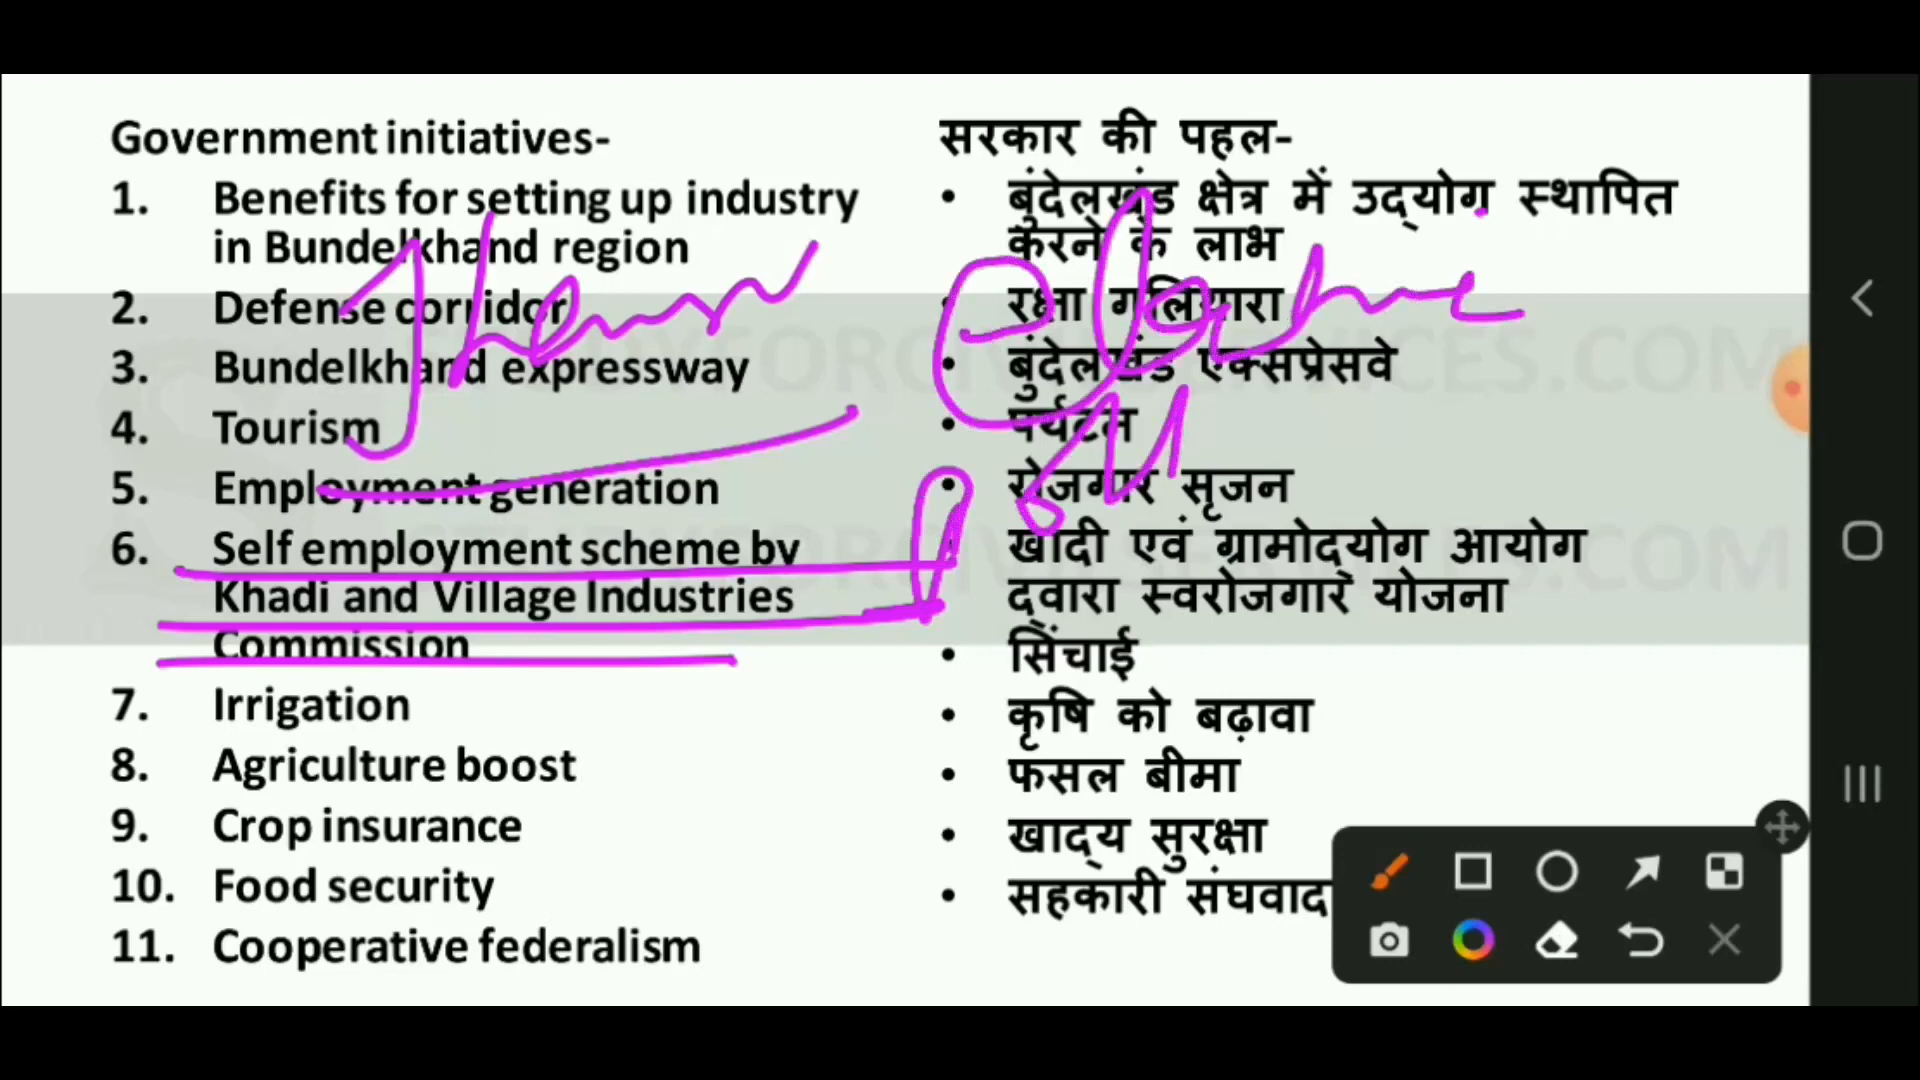 Government initiatives-
1. Benefits for setting up industry
in Bundelkhand region
2. Defense corridor
3. Bundelkhand expressway
4. Tourism
5. Employment generation
6. Self employment scheme by
Khadi and Village Industries
Commission
7. Irrigation
8. Agriculture boost
9. Crop insurance
10. Food security
11. Cooperative federalism
सरकार की पहल-
• बुंदेलखंड क्षेत्र में उद्योग स्थापित
करने के लाभ
• रक्षा गलियारा
• बुंदेलखंड एक्सप्रेसवे
• पर्यटन
• रोजगार सृजन
• खादी एवं ग्रामोद्योग आयोग
द्वारा स्वरोजगार योजना
• सिंचाई
• कृषि को बढ़ावा
• फसल बीमा
• खाद्य सुरक्षा
• सहकारी संघवाद